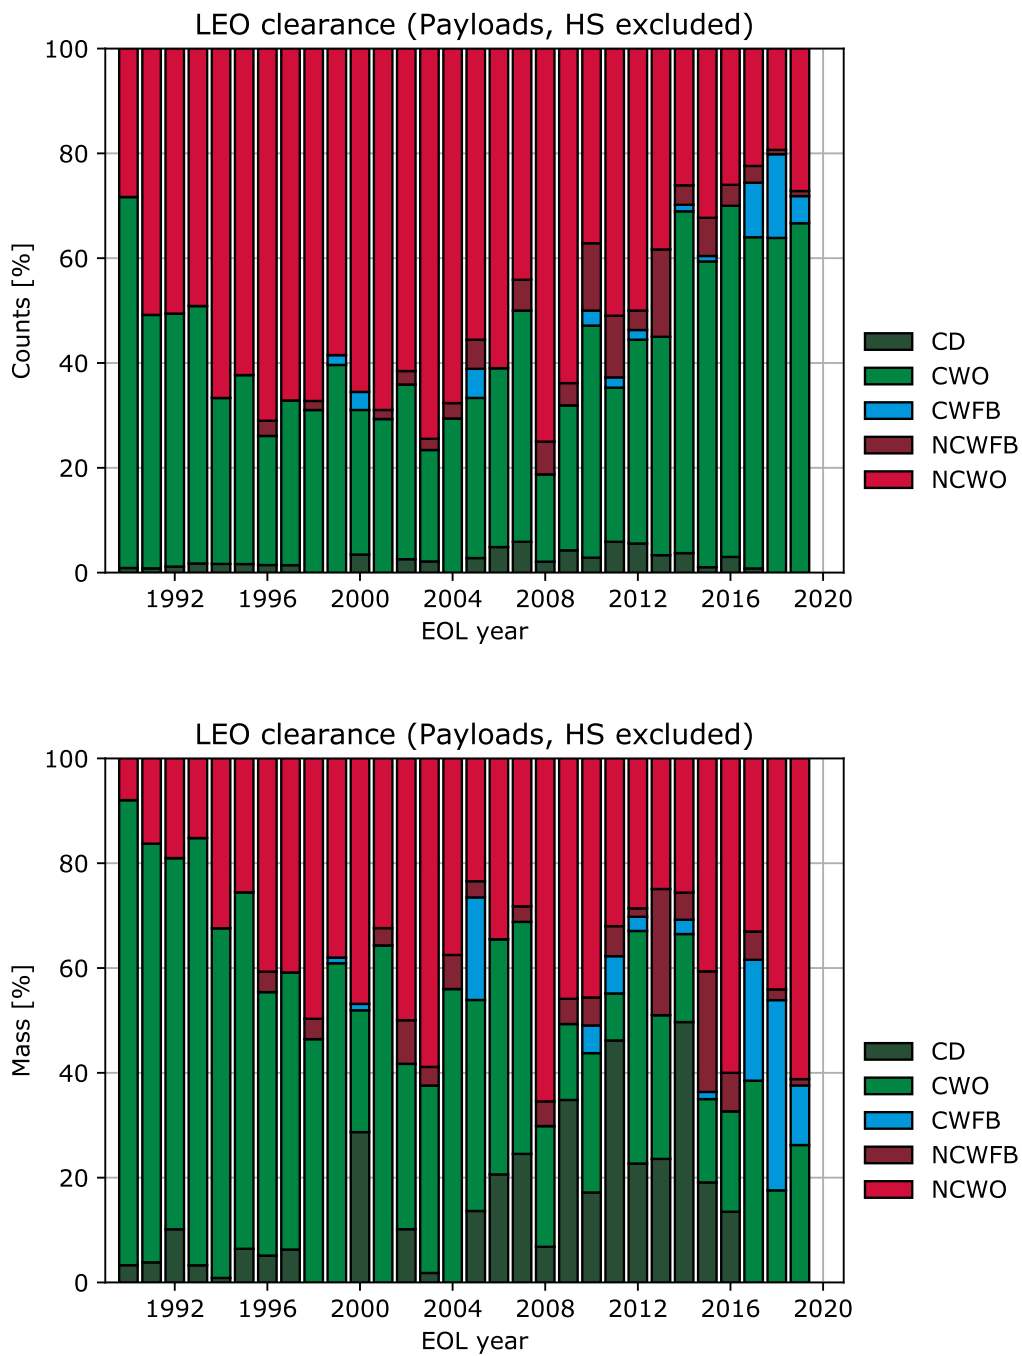 LEO clearance (Payloads, HS excluded)
100
80
60
40
20
0
Counts [%]
1992 1996 2000 2004 2008 2012 2016 2020
EOL year
CD
CWO
CWFB
NCWFB
NCWO
LEO clearance (Payloads, HS excluded)
100
80
60
40
20
0
Mass [%]
1992 1996 2000 2004 2008 2012 2016 2020
EOL year
CD
CWO
CWFB
NCWFB
NCWO